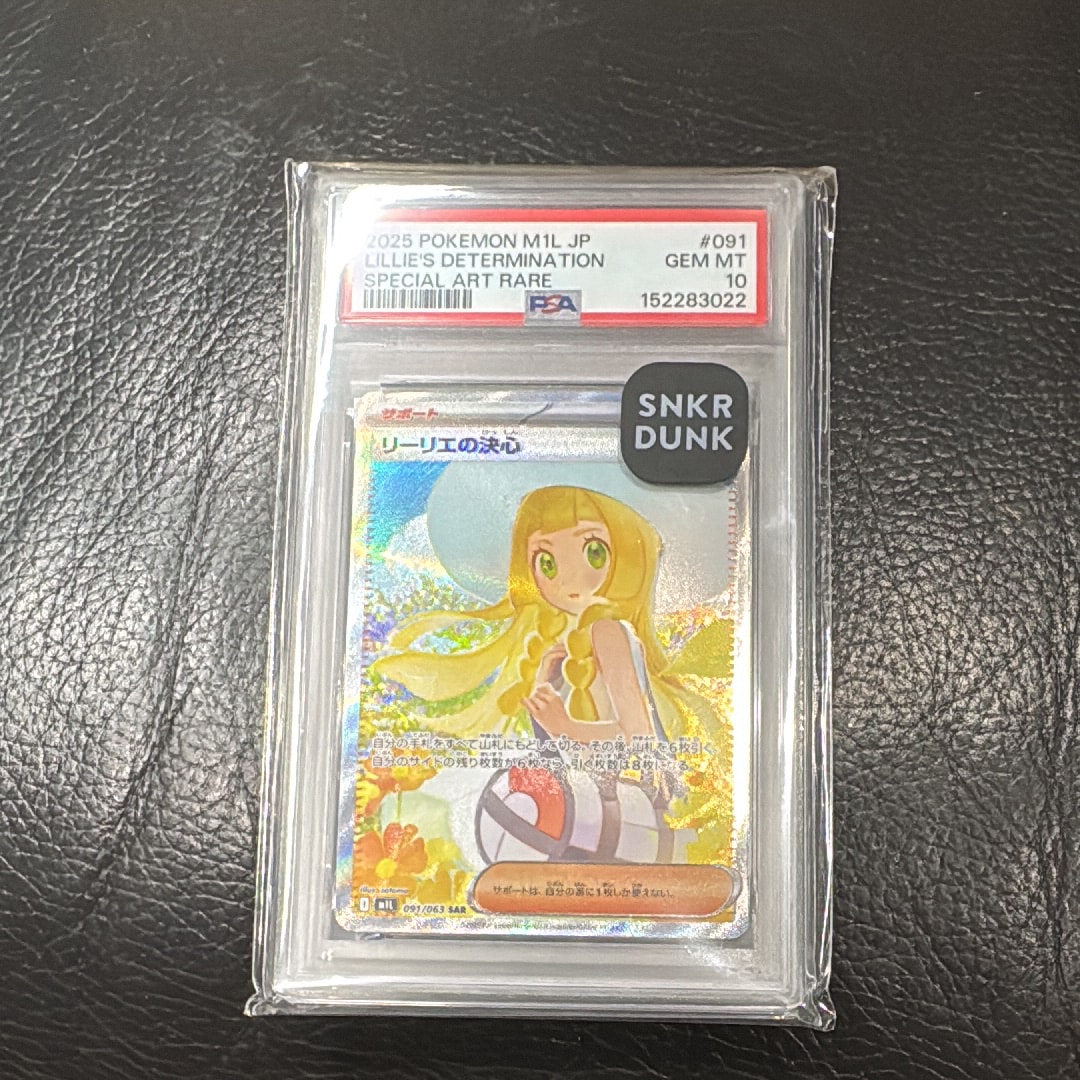 2025 POKEMON M1L JP #091
LILLIE'S DETERMINATION GEM MT
SPECIAL ART RARE 10
PSA 152283022
SNKR
DUNK
サポート
リーリエの決心
自分の手札をすべて山札にもどして切る。その後、山札を6枚引く。
自分のサイドの残り枚数が6枚なら、引く枚数は8枚になる。
サポートは、自分の番に1枚しか使えない。
I m1L 091/063 SAR